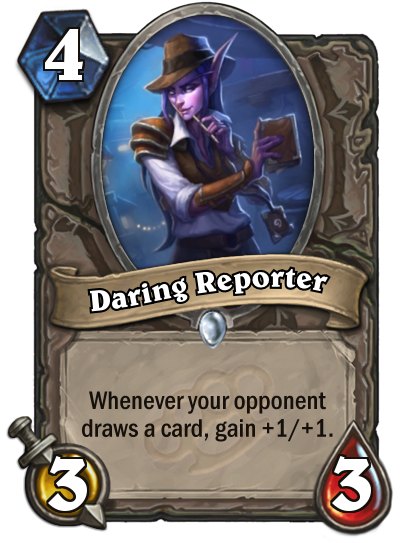 4
Daring Reporter
Whenever your opponent
draws a card, gain +1/+1.
3
3